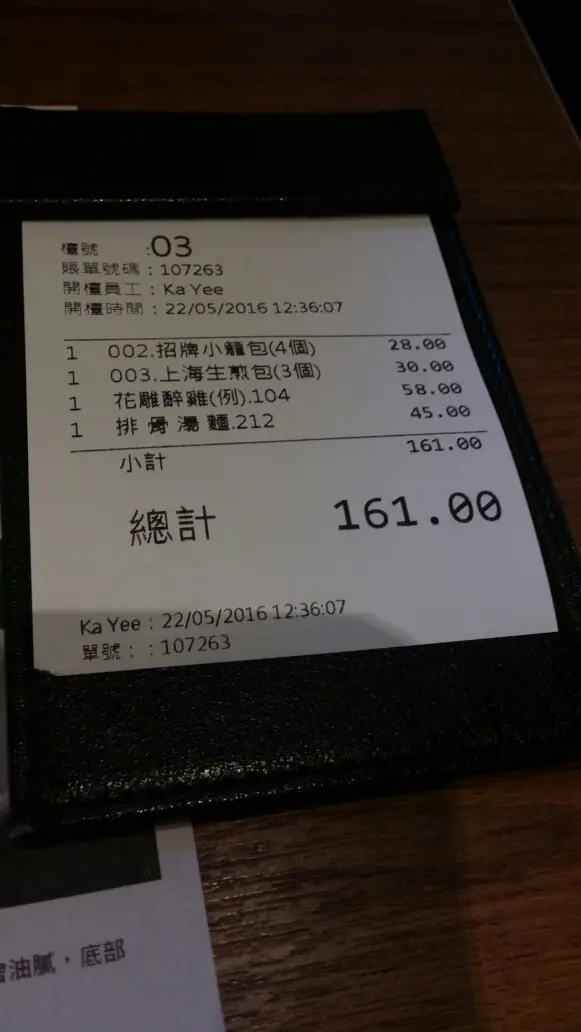 檯號 :03
賬單號碼 : 107263
開檯員工 : Ka Yee
開檯時間 : 22/05/2016 12:36:07
1 002.招牌小籠包(4個) 28.00
1 003.上海生煎包(3個) 30.00
1 花雕醉雞(例).104 58.00
1 排骨湯麵.212 45.00
小計 161.00
總計 161.00
Ka Yee : 22/05/2016 12:36:07
單號: : 107263
油膩，底部